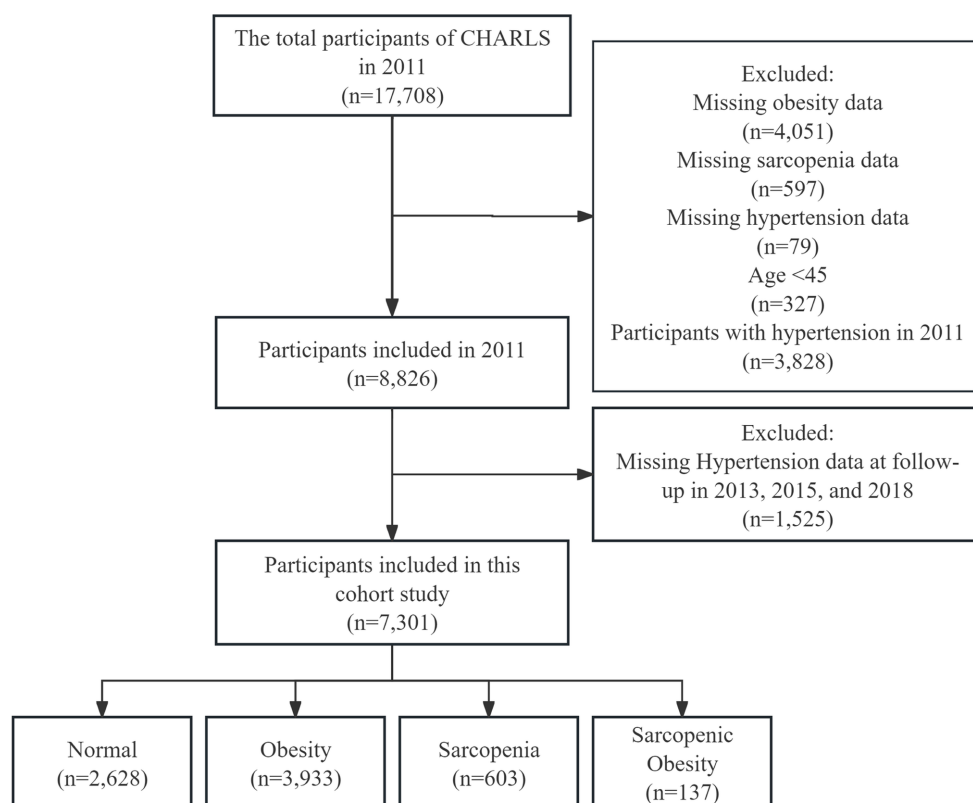 The total participants of CHARLS
in 2011
(n=17,708)
Excluded:
Missing obesity data
(n=4,051)
Missing sarcopenia data
(n=597)
Missing hypertension data
(n=79)
Age <45
(n=327)
Participants with hypertension in 2011
(n=3,828)
Participants included in 2011
(n=8,826)
Excluded:
Missing Hypertension data at follow-
up in 2013, 2015, and 2018
(n=1,525)
Participants included in this
cohort study
(n=7,301)
Normal
(n=2,628)
Obesity
(n=3,933)
Sarcopenia
(n=603)
Sarcopenic
Obesity
(n=137)